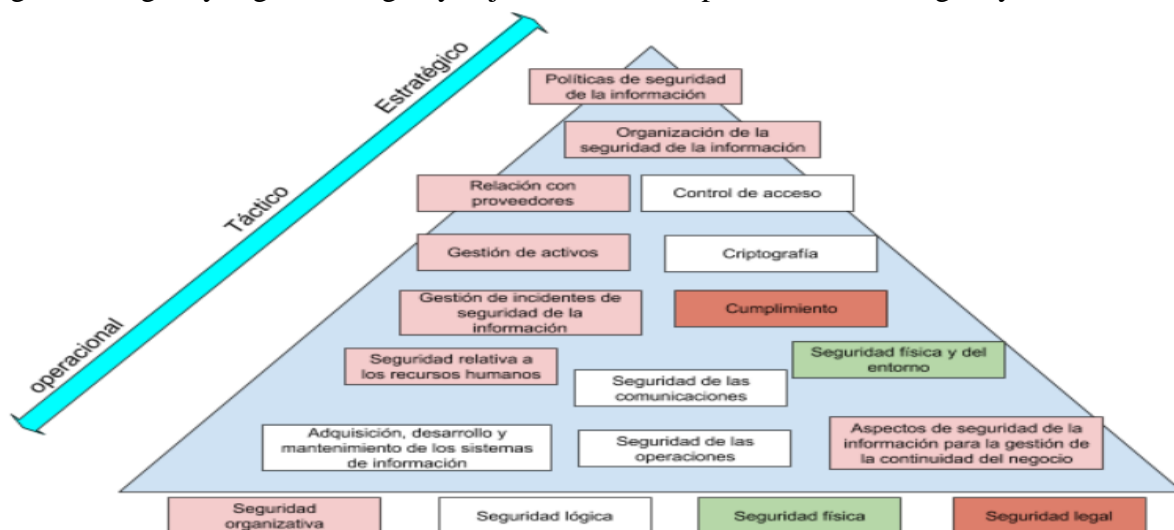 Estratégico
Táctico
operacional
Políticas de seguridad
de la información
Organización de la
seguridad de la información
Relación con
proveedores
Control de acceso
Gestión de activos
Criptografía
Gestión de incidentes de
seguridad de la
información
Cumplimiento
Seguridad relativa a
los recursos humanos
Seguridad física y del
entorno
Seguridad de las
comunicaciones
Adquisición, desarrollo y
mantenimiento de los sistemas
de información
Seguridad de las
operaciones
Aspectos de seguridad de la
información para la gestión de
la continuidad del negocio
Seguridad
organizativa
Seguridad lógica
Seguridad física
Seguridad legal